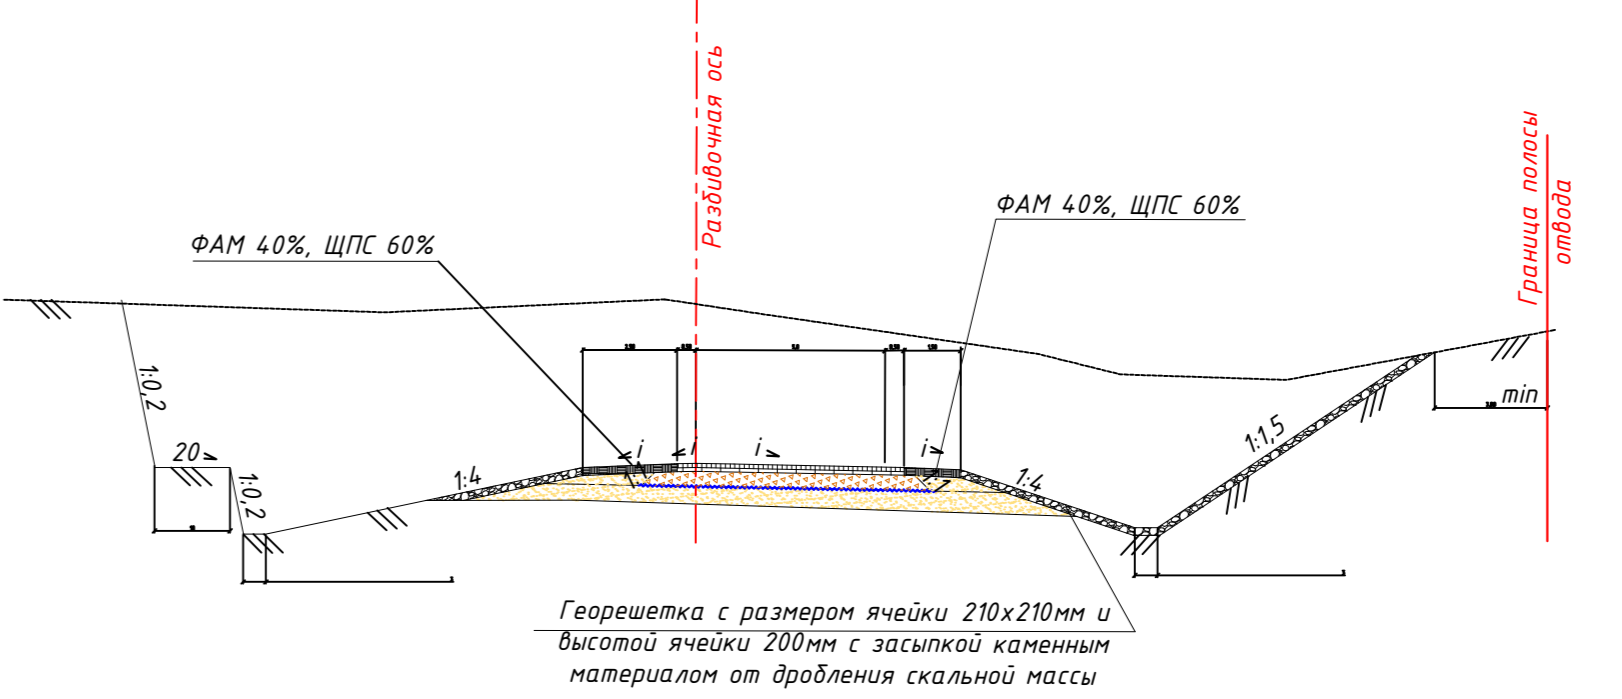 Разбивочная ось
Граница полосы
отвода
ФАМ 40%, ЩПС 60%
ФАМ 40%, ЩПС 60%
1:0,2
20
1:0,2
1:4
i
i
i
i
1:4
1:1,5
min
Георешетка с размером ячейки 210х210мм и
высотой ячейки 200мм с засыпкой каменным
материалом от дробления скальной массы